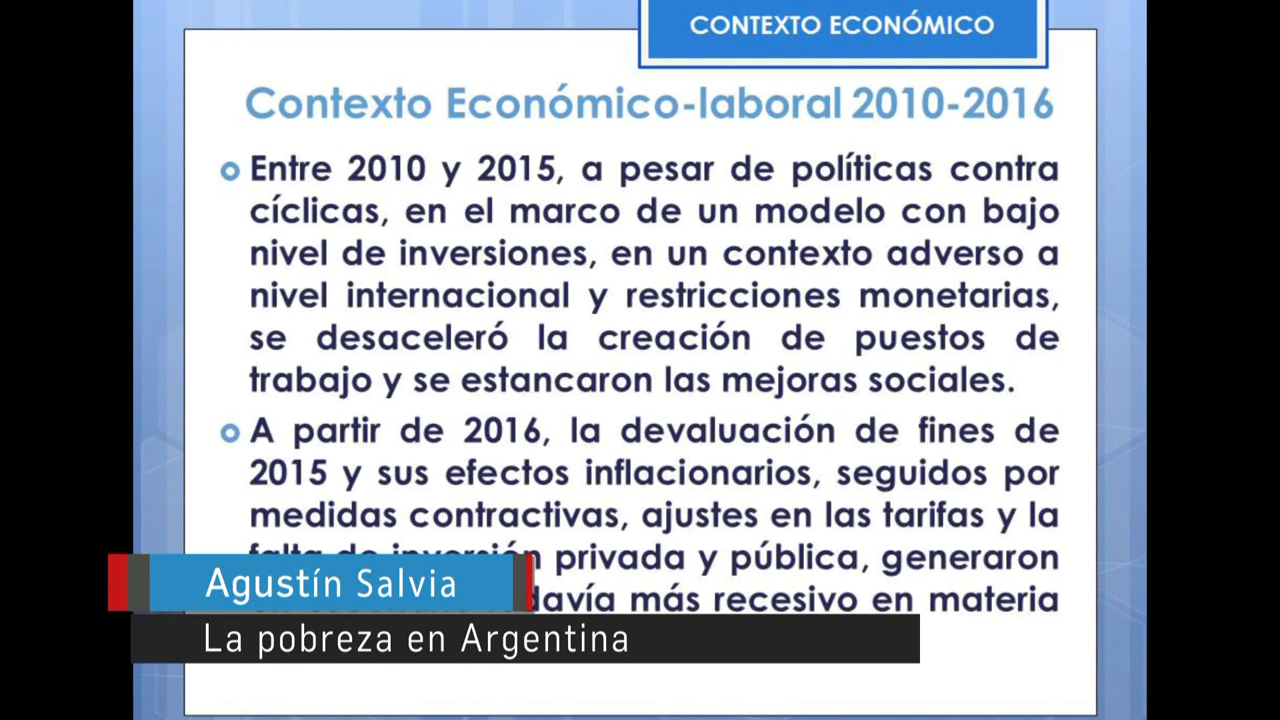 CONTEXTO ECONÓMICO
Contexto Económico-laboral 2010-2016
Entre 2010 y 2015, a pesar de políticas contra
cíclicas, en el marco de un modelo con bajo
nivel de inversiones, en un contexto adverso a
nivel internacional y restricciones monetarias,
se desaceleró la creación de puestos de
trabajo y se estancaron las mejoras sociales.
A partir de 2016, la devaluación de fines de
2015 y sus efectos inflacionarios, seguidos por
medidas contractivas, ajustes en las tarifas y la
falta de inversión privada y pública, generaron
más recesivo en materia
Agustín Salvia
La pobreza en Argentina